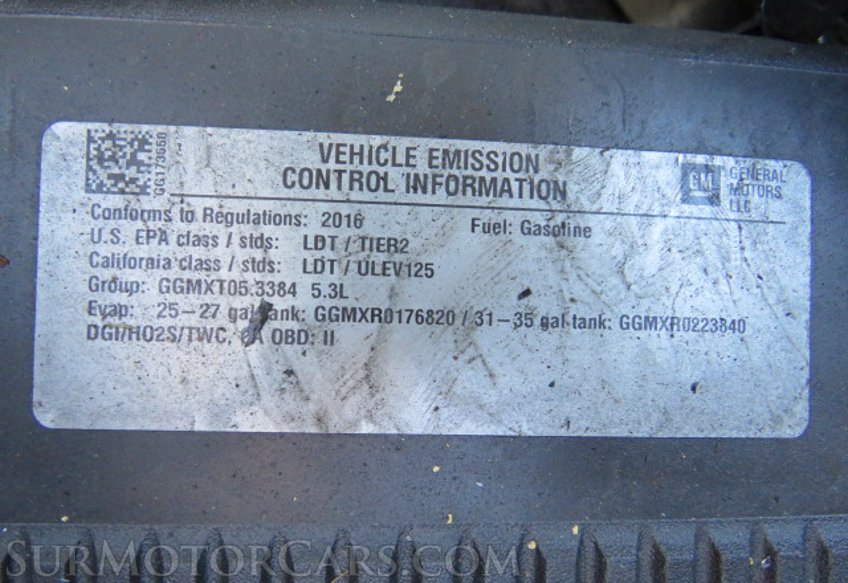 VEHICLE EMISSION
CONTROL INFORMATION
GM
GENERAL
MOTORS
LLC
Conforms to Regulations: 2016 Fuel: Gasoline
U.S. EPA class / stds: LDT / TIER2
California class / stds: LDT / ULEV125
Group: GGMXT05.3384 5.3L
Evap: 25-27 gal tank: GGMXR0176820 / 31-35 gal tank: GGMXR0223840
DGI/HO2S/TWC, CA OBD: II
SURMOTORCARS.COM